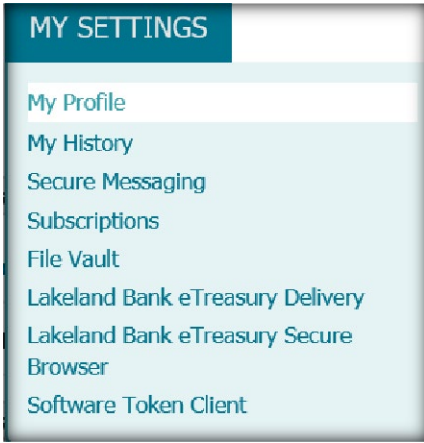 MY SETTINGS
My Profile
My History
Secure Messaging
Subscriptions
File Vault
Lakeland Bank eTreasury Delivery
Lakeland Bank eTreasury Secure
Browser
Software Token Client